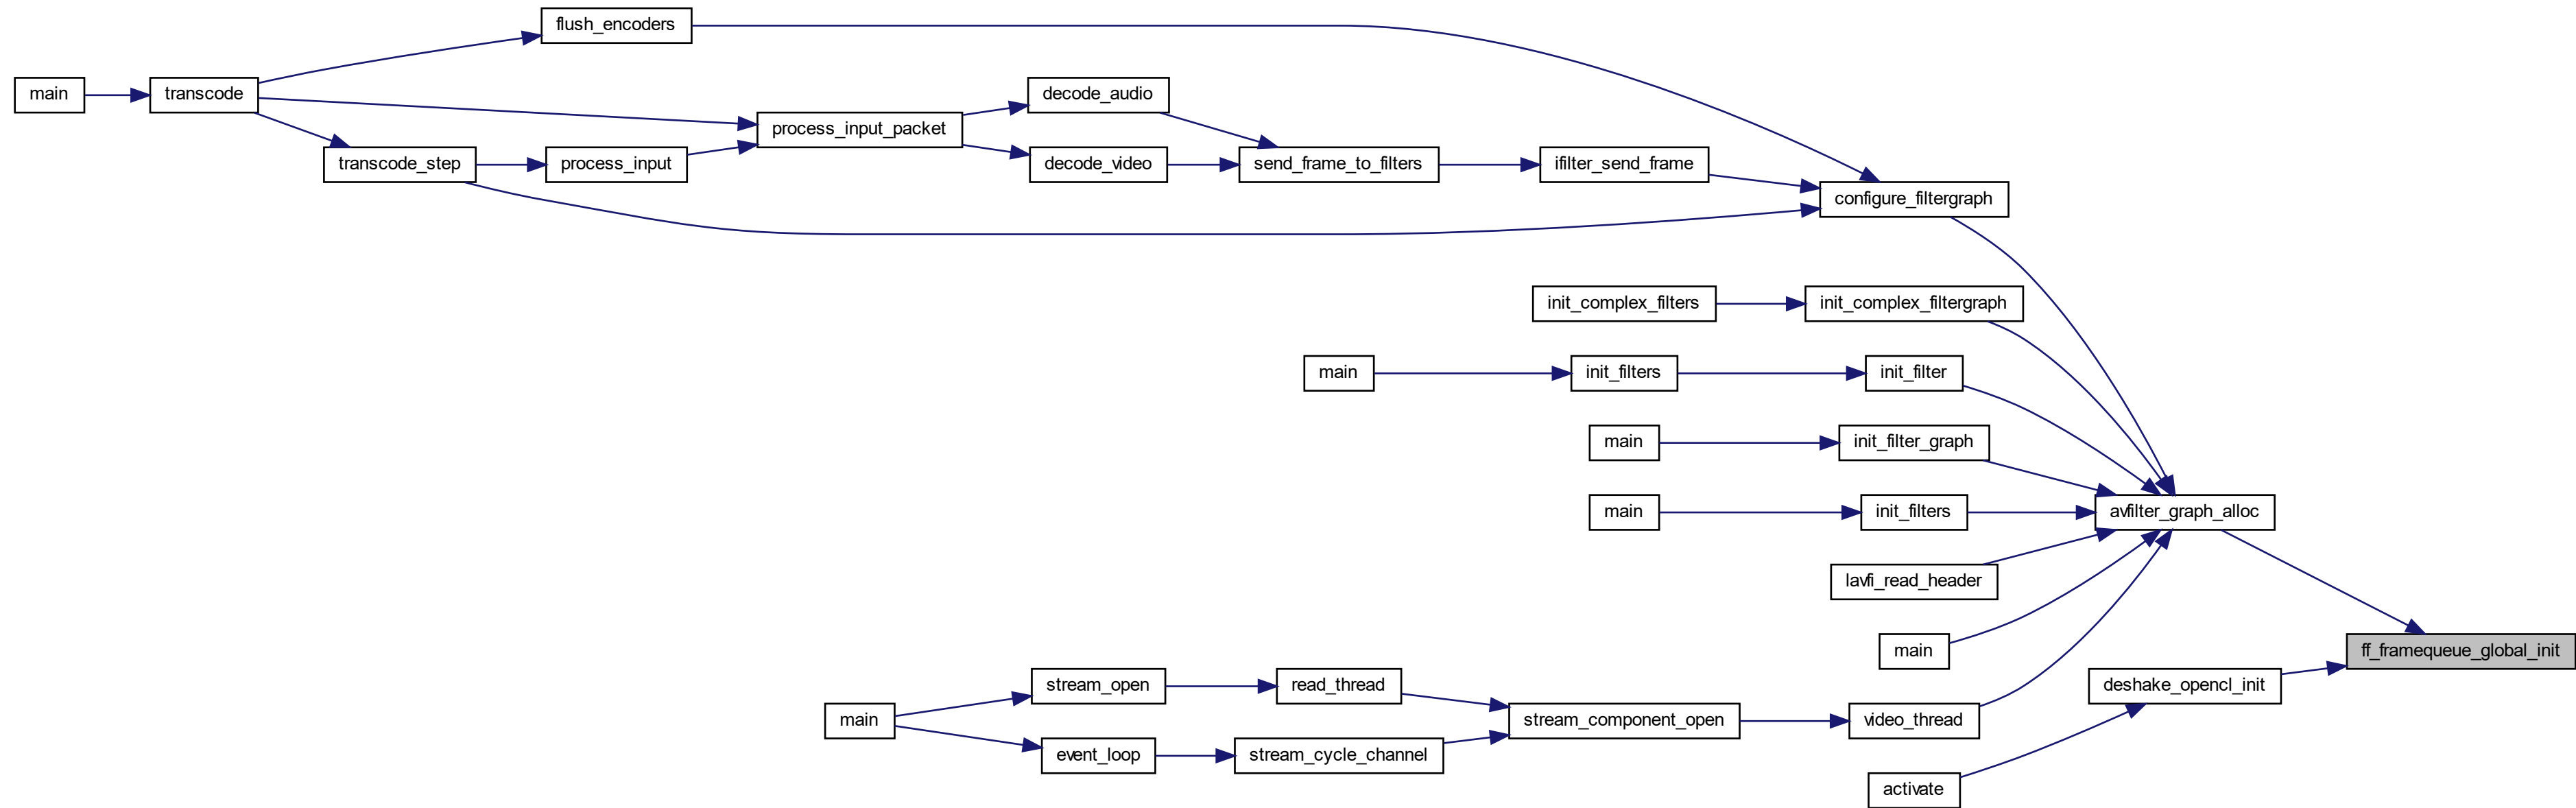 flush_encoders
main
transcode
decode_audio
process_input_packet
transcode_step
process_input
decode_video
send_frame_to_filters
ifilter_send_frame
configure_filtergraph
init_complex_filters
init_complex_filtergraph
main
init_filters
init_filter
main
init_filter_graph
main
init_filters
avfilter_graph_alloc
lavfi_read_header
main
ff_framequeue_global_init
stream_open
read_thread
deshake_opencl_init
main
stream_component_open
video_thread
event_loop
stream_cycle_channel
activate